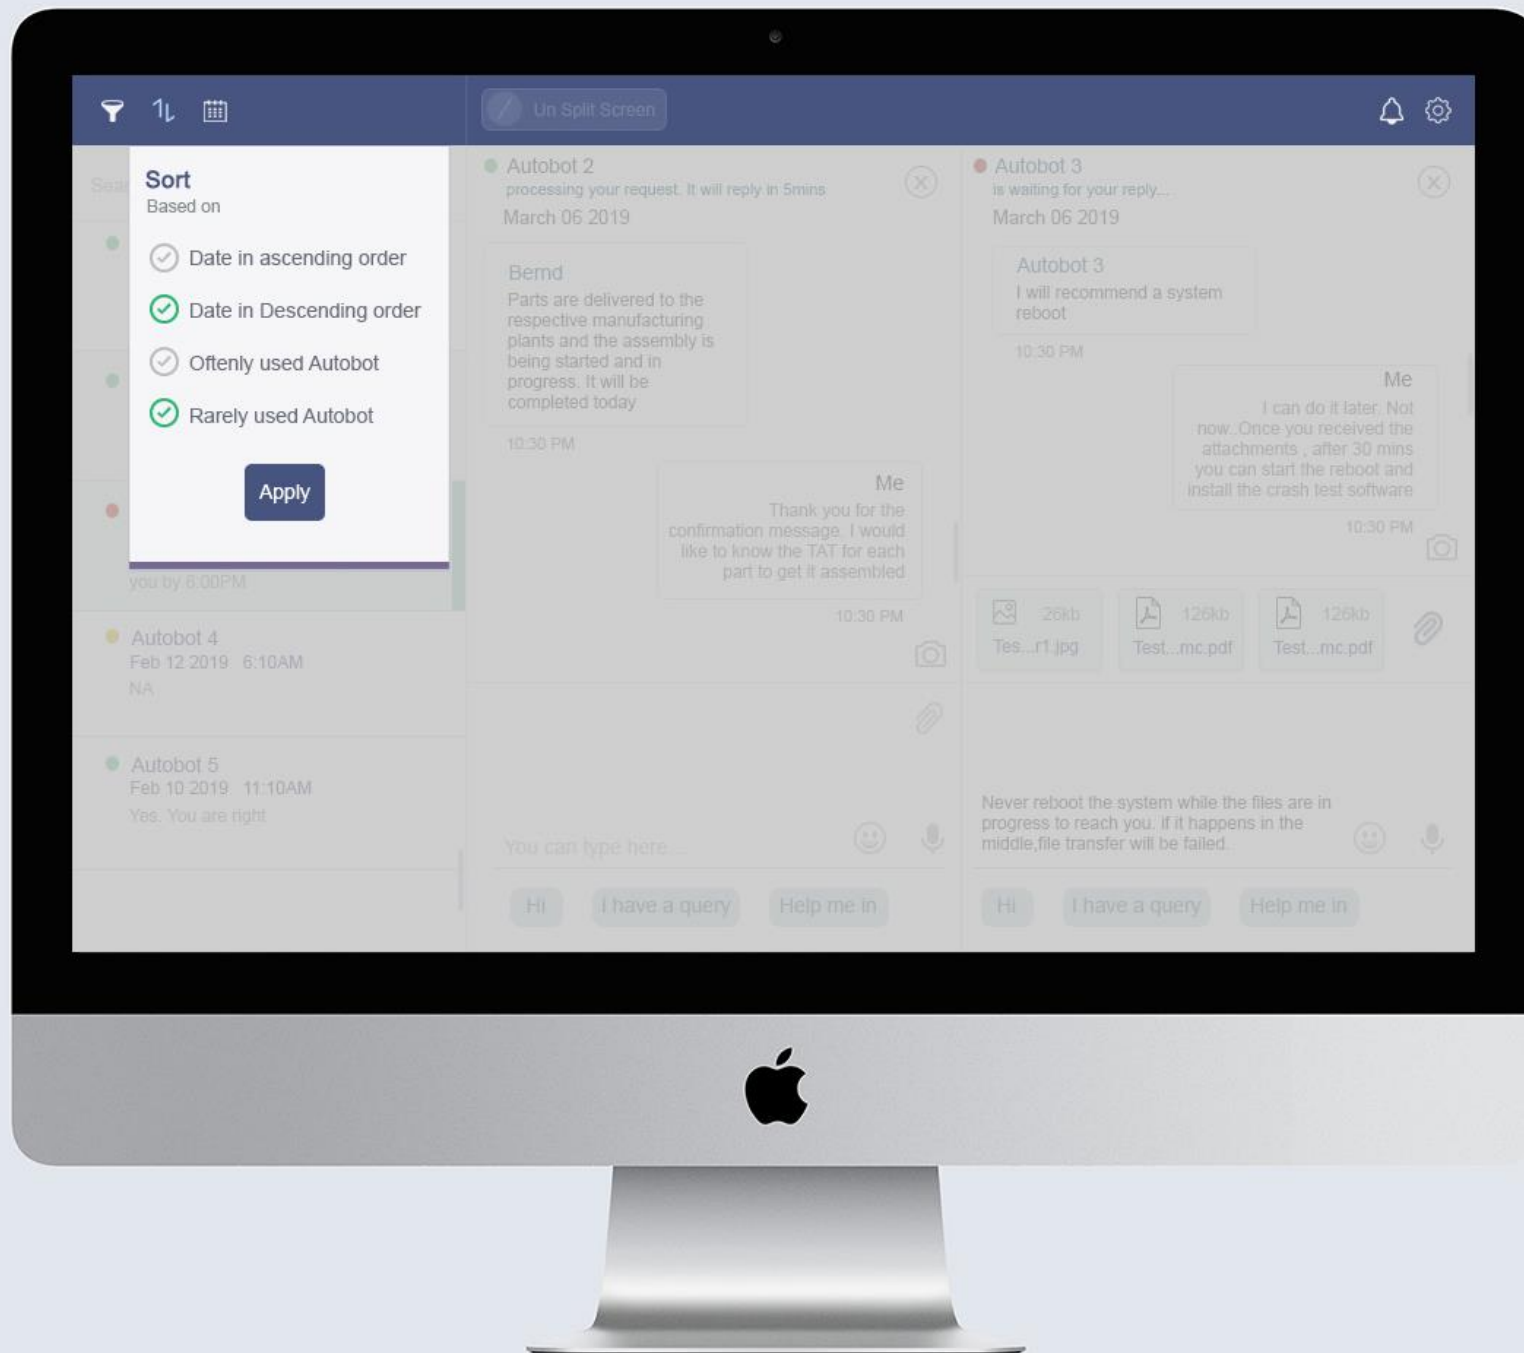 Un Split Screen
Sort
Based on
Date in ascending order
Date in Descending order
Oftenly used Autobot
Rarely used Autobot
Apply
you by 6:00PM
Autobot 4
Feb 12 2019 6:10AM
NA
Autobot 5
Feb 10 2019 11:10AM
Yes. You are right
Autobot 2
processing your request. It will reply in 5mins
March 06 2019
Bernd
Parts are delivered to the
respective manufacturing
plants and the assembly is
being started and in
progress. It will be
completed today
10:30 PM
Me
Thank you for the
confirmation message. I would
like to know the TAT for each
part to get it assembled
10:30 PM
You can type here...
Hi
I have a query
Help me in
Autobot 3
is waiting for your reply...
March 06 2019
Autobot 3
I will recommend a system
reboot
10:30 PM
Me
I can do it later. Not
now..Once you received the
attachments , after 30 mins
you can start the reboot and
install the crash test software
10:30 PM
26kb
Tes...r1.jpg
126kb
Test...mc.pdf
126kb
Test...mc.pdf
Never reboot the system while the files are in
progress to reach you. if it happens in the
middle,file transfer will be failed.
Hi
I have a query
Help me in